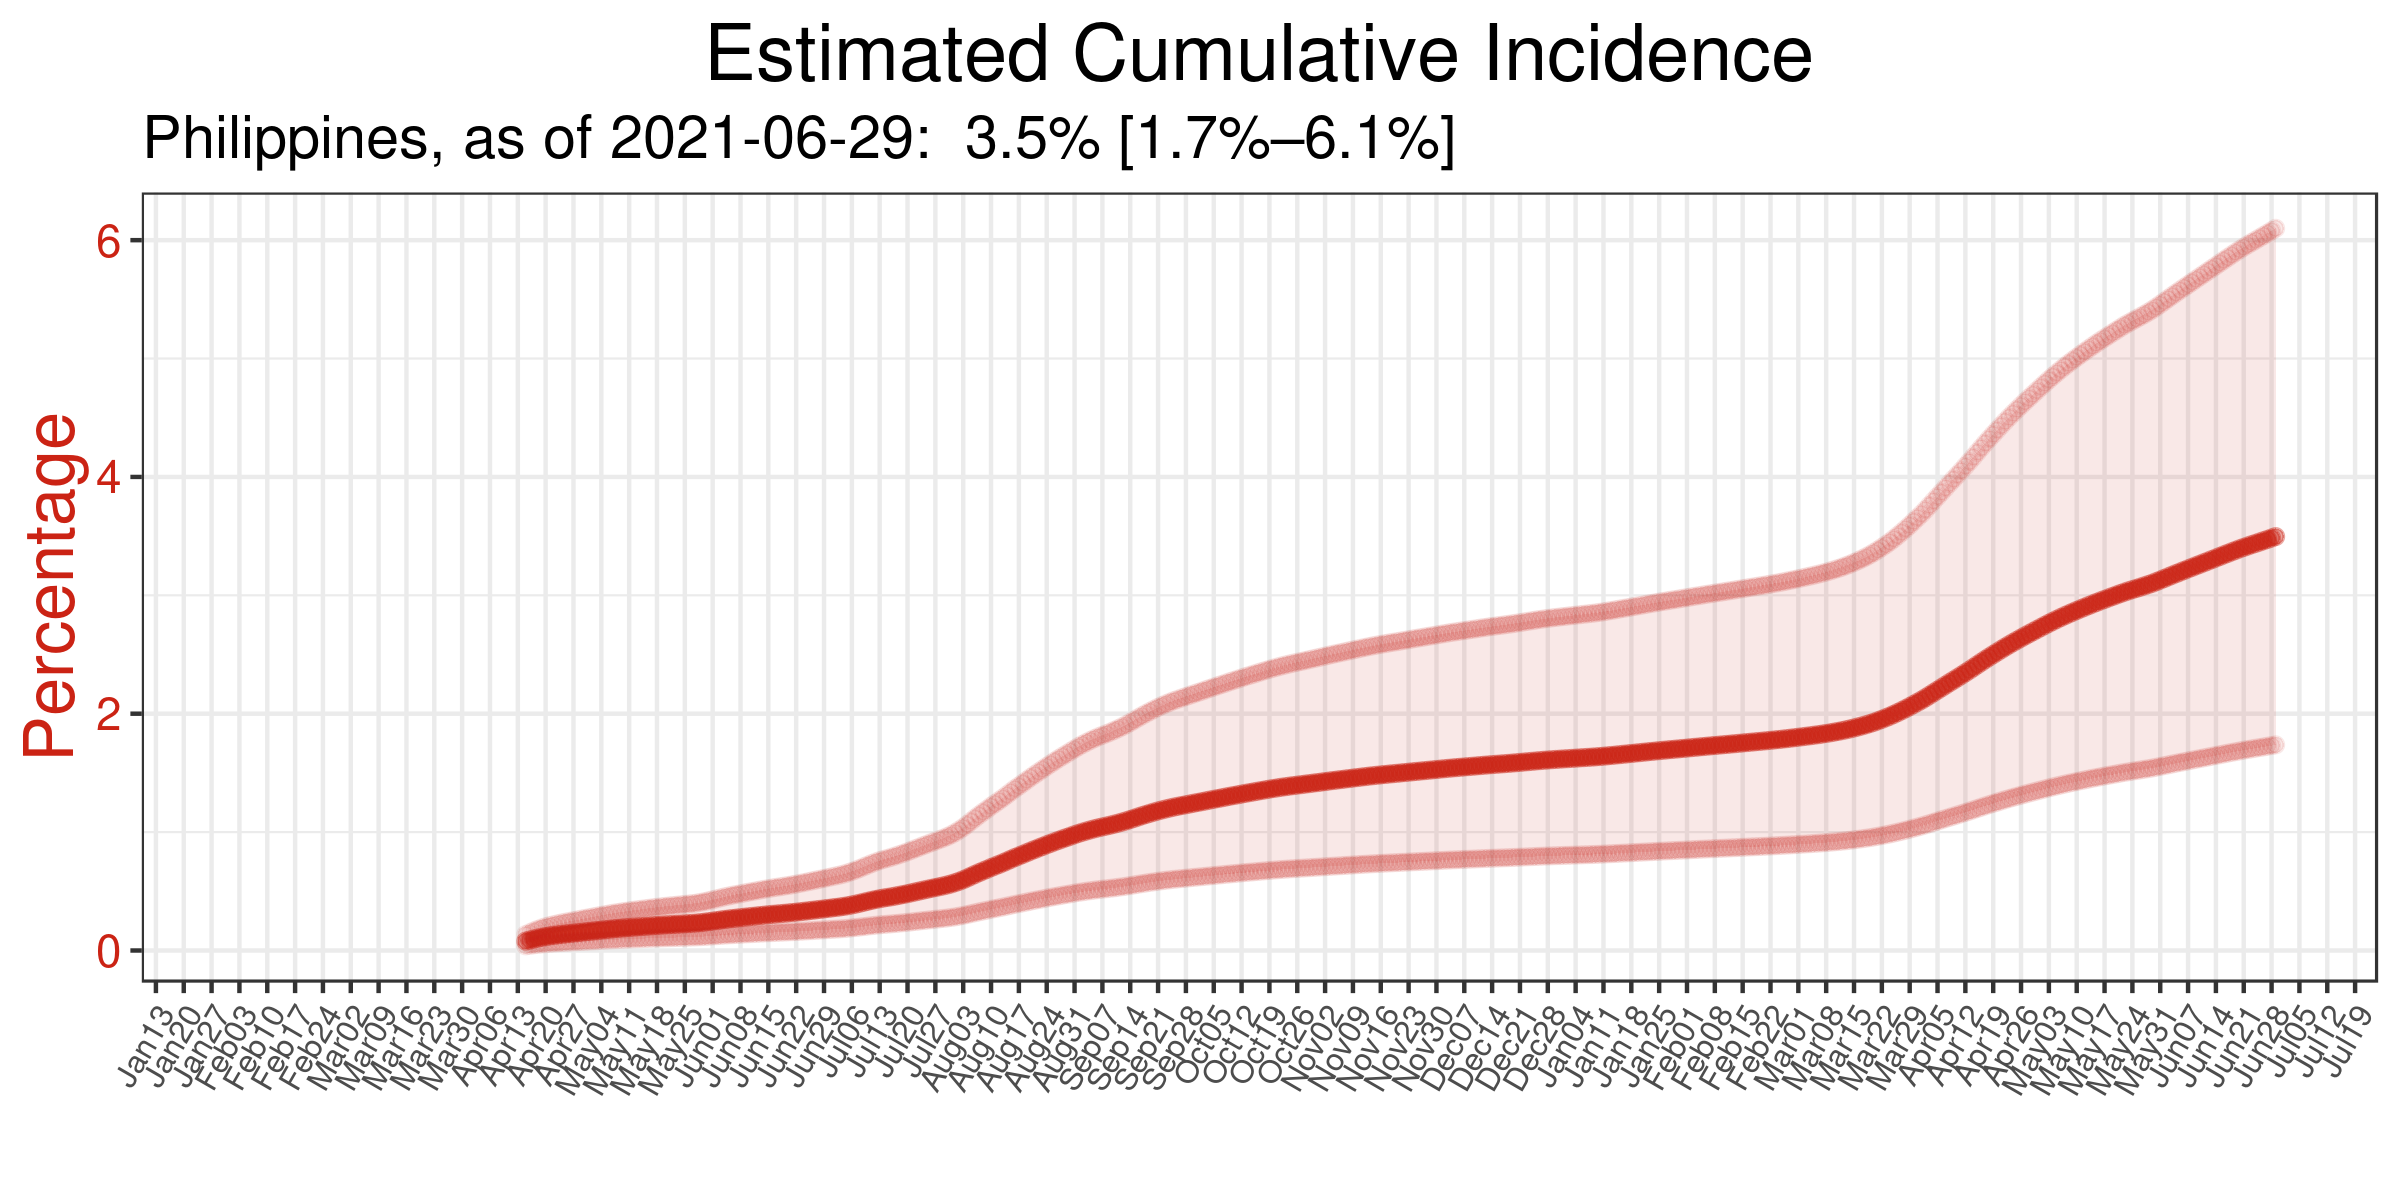 Estimated Cumulative Incidence
Philippines, as of 2021-06-29: 3.5% [1.7%–6.1%]
Percentage
6
4
2
0
Jan13
Jan20
Jan27
Feb03
Feb10
Feb17
Feb24
Mar02
Mar09
Mar16
Mar23
Mar30
Apr06
Apr13
Apr20
Apr27
May04
May11
May18
May25
Jun01
Jun08
Jun15
Jun22
Jun29
Jul06
Jul13
Jul20
Jul27
Aug03
Aug10
Aug17
Aug24
Aug31
Sep07
Sep14
Sep21
Sep28
Oct05
Oct12
Oct19
Oct26
Nov02
Nov09
Nov16
Nov23
Nov30
Dec07
Dec14
Dec21
Dec28
Jan04
Jan11
Jan18
Jan25
Feb01
Feb08
Feb15
Feb22
Mar01
Mar08
Mar15
Mar22
Mar29
Apr05
Apr12
Apr19
Apr26
May03
May10
May17
May24
May31
Jun07
Jun14
Jun21
Jun28
Jul05
Jul12
Jul19